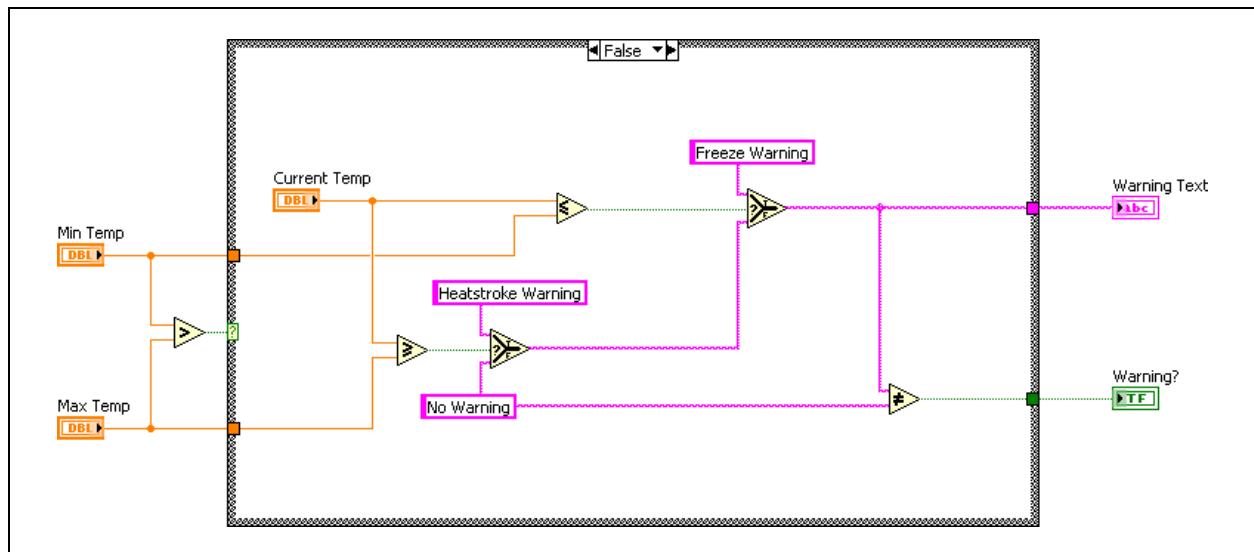 False
Freeze Warning
Current Temp
DBL
Warning Text
abc
Min Temp
DBL
?
T
F
Heatstroke Warning
>
?
≤
≥
?
T
F
Max Temp
DBL
No Warning
≠
Warning?
TF